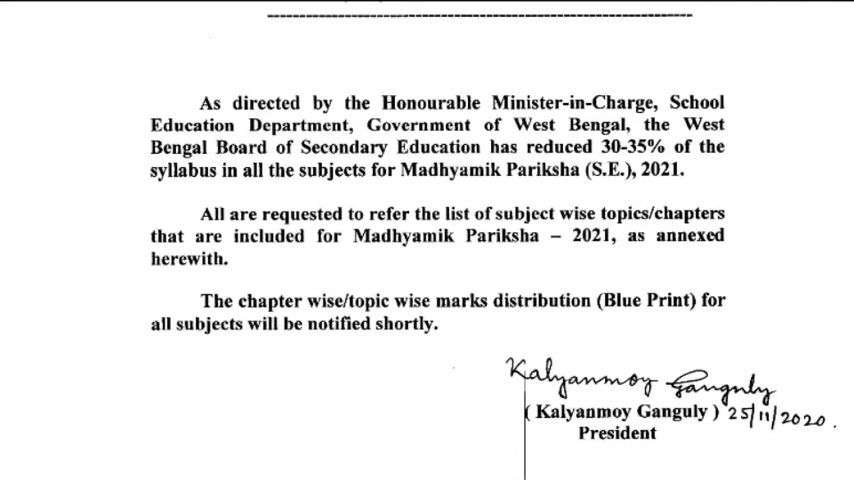 As directed by the Honourable Minister-in-Charge, School
Education Department, Government of West Bengal, the West
Bengal Board of Secondary Education has reduced 30-35% of the
syllabus in all the subjects for Madhyamik Pariksha (S.E.), 2021.
All are requested to refer the list of subject wise topics/chapters
that are included for Madhyamik Pariksha – 2021, as annexed
herewith.
The chapter wise/topic wise marks distribution (Blue Print) for
all subjects will be notified shortly.
Kalyanmoy Ganguly
( Kalyanmoy Ganguly ) 25/11/2020.
President